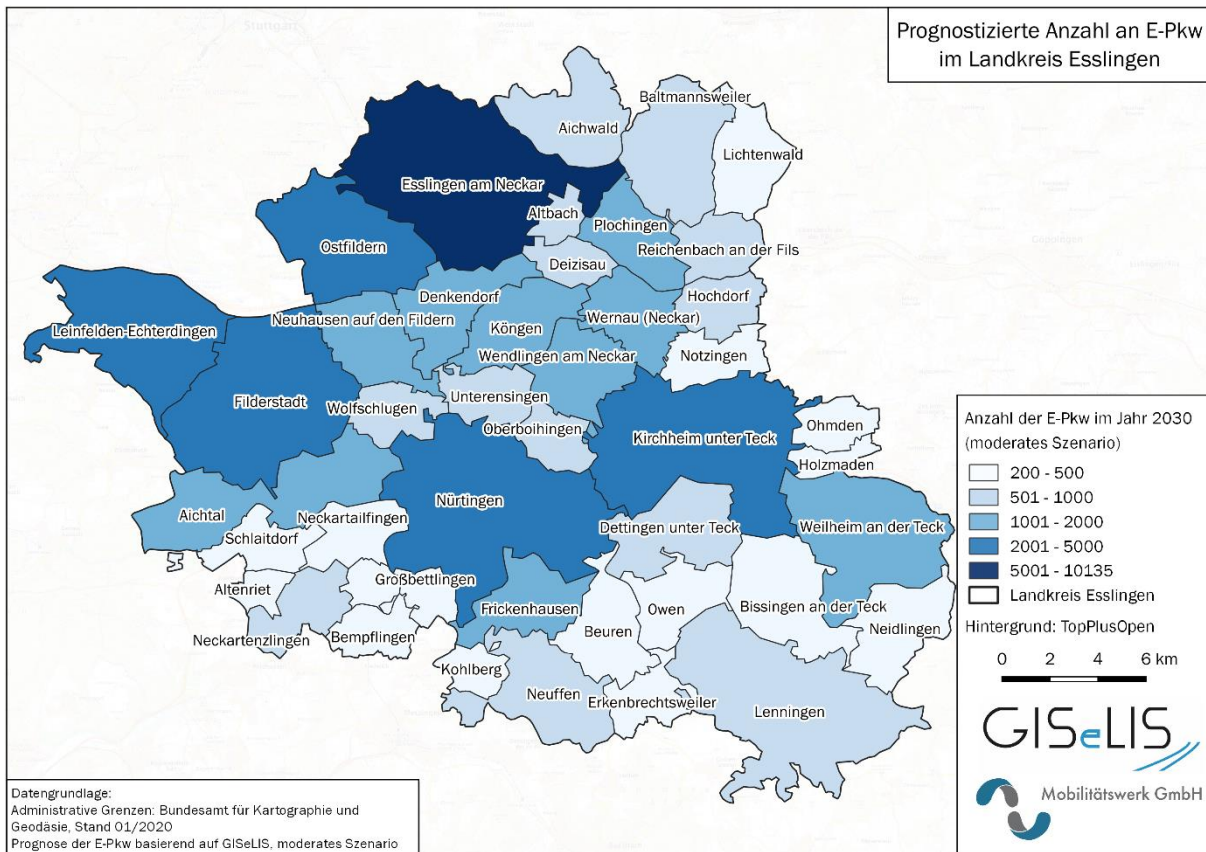 Prognostizierte Anzahl an E-Pkw
im Landkreis Esslingen
Stuttgart
Baltmannsweiler
Aichwald
Lichtenwald
Esslingen am Neckar
Altbach
Plochingen
Ostfildern
Reichenbach an der Fils
Deizisau
Denkendorf
Hochdorf
Neuhausen auf den Fildern
Wernau (Neckar)
Köngen
Leinfelden-Echterdingen
Wendlingen am Neckar
Notzingen
Filderstadt
Unterensingen
Wolfschlugen
Oberboihingen
Kirchheim unter Teck
Ohmden
Holzmaden
Nürtingen
Aichtal
Neckartailfingen
Dettingen unter Teck
Weilheim an der Teck
Schlaitdorf
Großbettlingen
Altenriet
Frickenhausen
Owen
Bissingen an der Teck
Neidlingen
Beuren
Neckartenzlingen
Bempflingen
Kohlberg
Neuffen
Erkenbrechtsweiler
Lenningen
Anzahl der E-Pkw im Jahr 2030
(moderates Szenario)
200 - 500
501 - 1000
1001 - 2000
2001 - 5000
5001 - 10135
Landkreis Esslingen
Hintergrund: TopPlusOpen
0 2 4 6 km
GISeLIS
Mobilitätswerk GmbH
Datengrundlage:
Administrative Grenzen: Bundesamt für Kartographie und
Geodäsie, Stand 01/2020
Prognose der E-Pkw basierend auf GISeLIS, moderates Szenario